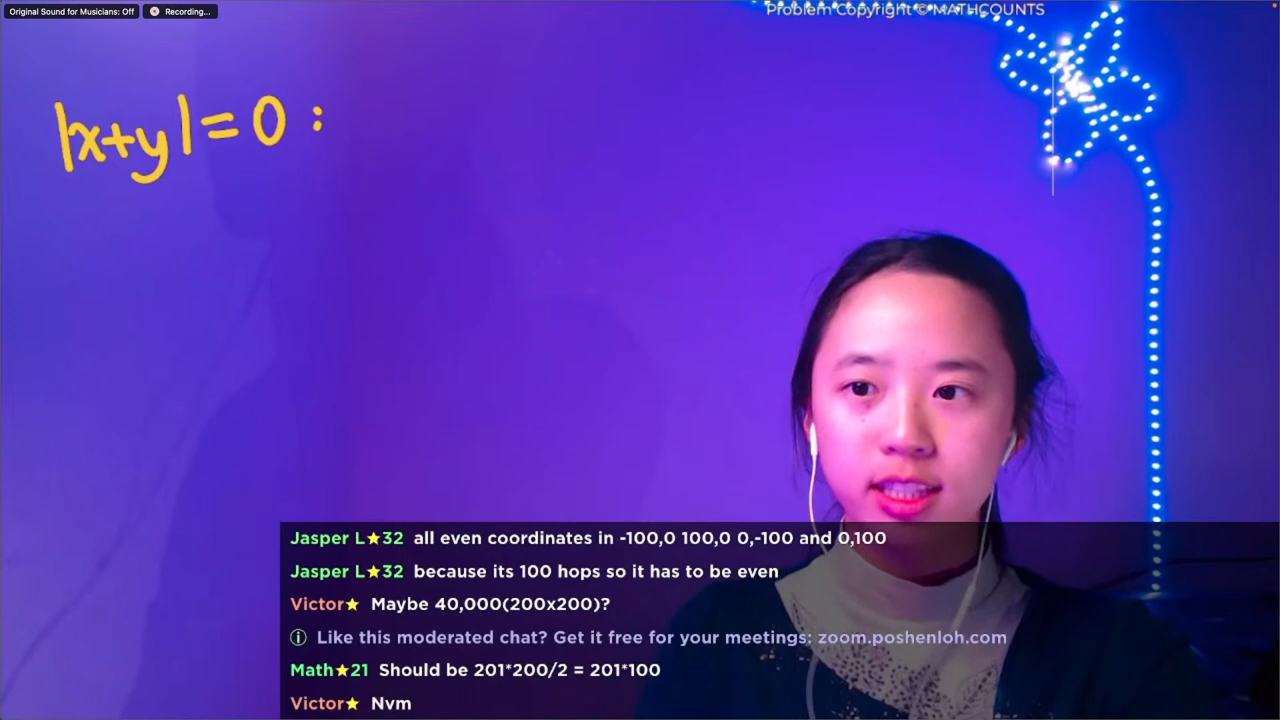 Original Sound for Musicians: Off
Recording...
Problem Copyright © MATHCOUNTS
|x+y|=0 :
Jasper L★32 all even coordinates in -100,0 100,0 0,-100 and 0,100
Jasper L★32 because its 100 hops so it has to be even
Victor★ Maybe 40,000(200x200)?
ⓘ Like this moderated chat? Get it free for your meetings: zoom.poshenloh.com
Math★21 Should be 201*200/2 = 201*100
Victor★ Nvm